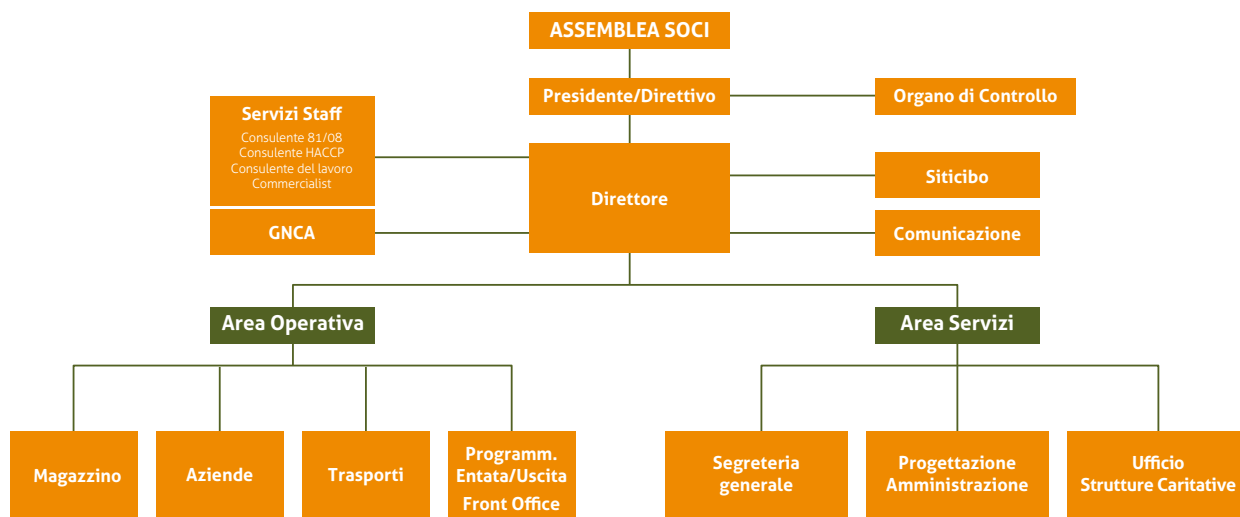 ASSEMBLEA SOCI
Presidente/Direttivo
Organo di Controllo
Servizi Staff
Consulente 81/08
Consulente HACCP
Consulente del lavoro
Commercialist
Direttore
Siticibo
GNCA
Comunicazione
Area Operativa
Area Servizi
Magazzino
Aziende
Trasporti
Programm.
Entata/Uscita
Front Office
Segreteria
generale
Progettazione
Amministrazione
Ufficio
Strutture Caritative